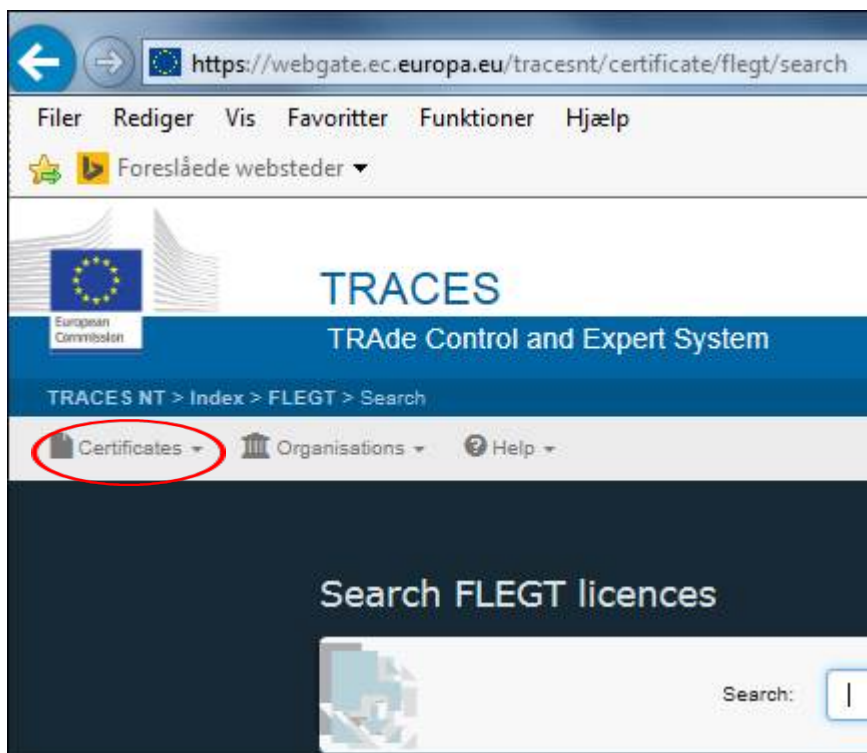 https://webgate.ec.europa.eu/tracesnt/certificate/flegt/search
Filer Rediger Vis Favoritter Funktioner Hjælp
Foreslåede websteder
TRACES
European
Commission
TRAde Control and Expert System
TRACES NT > Index > FLEGT > Search
Certificates Organisations Help
Search FLEGT licences
Search: